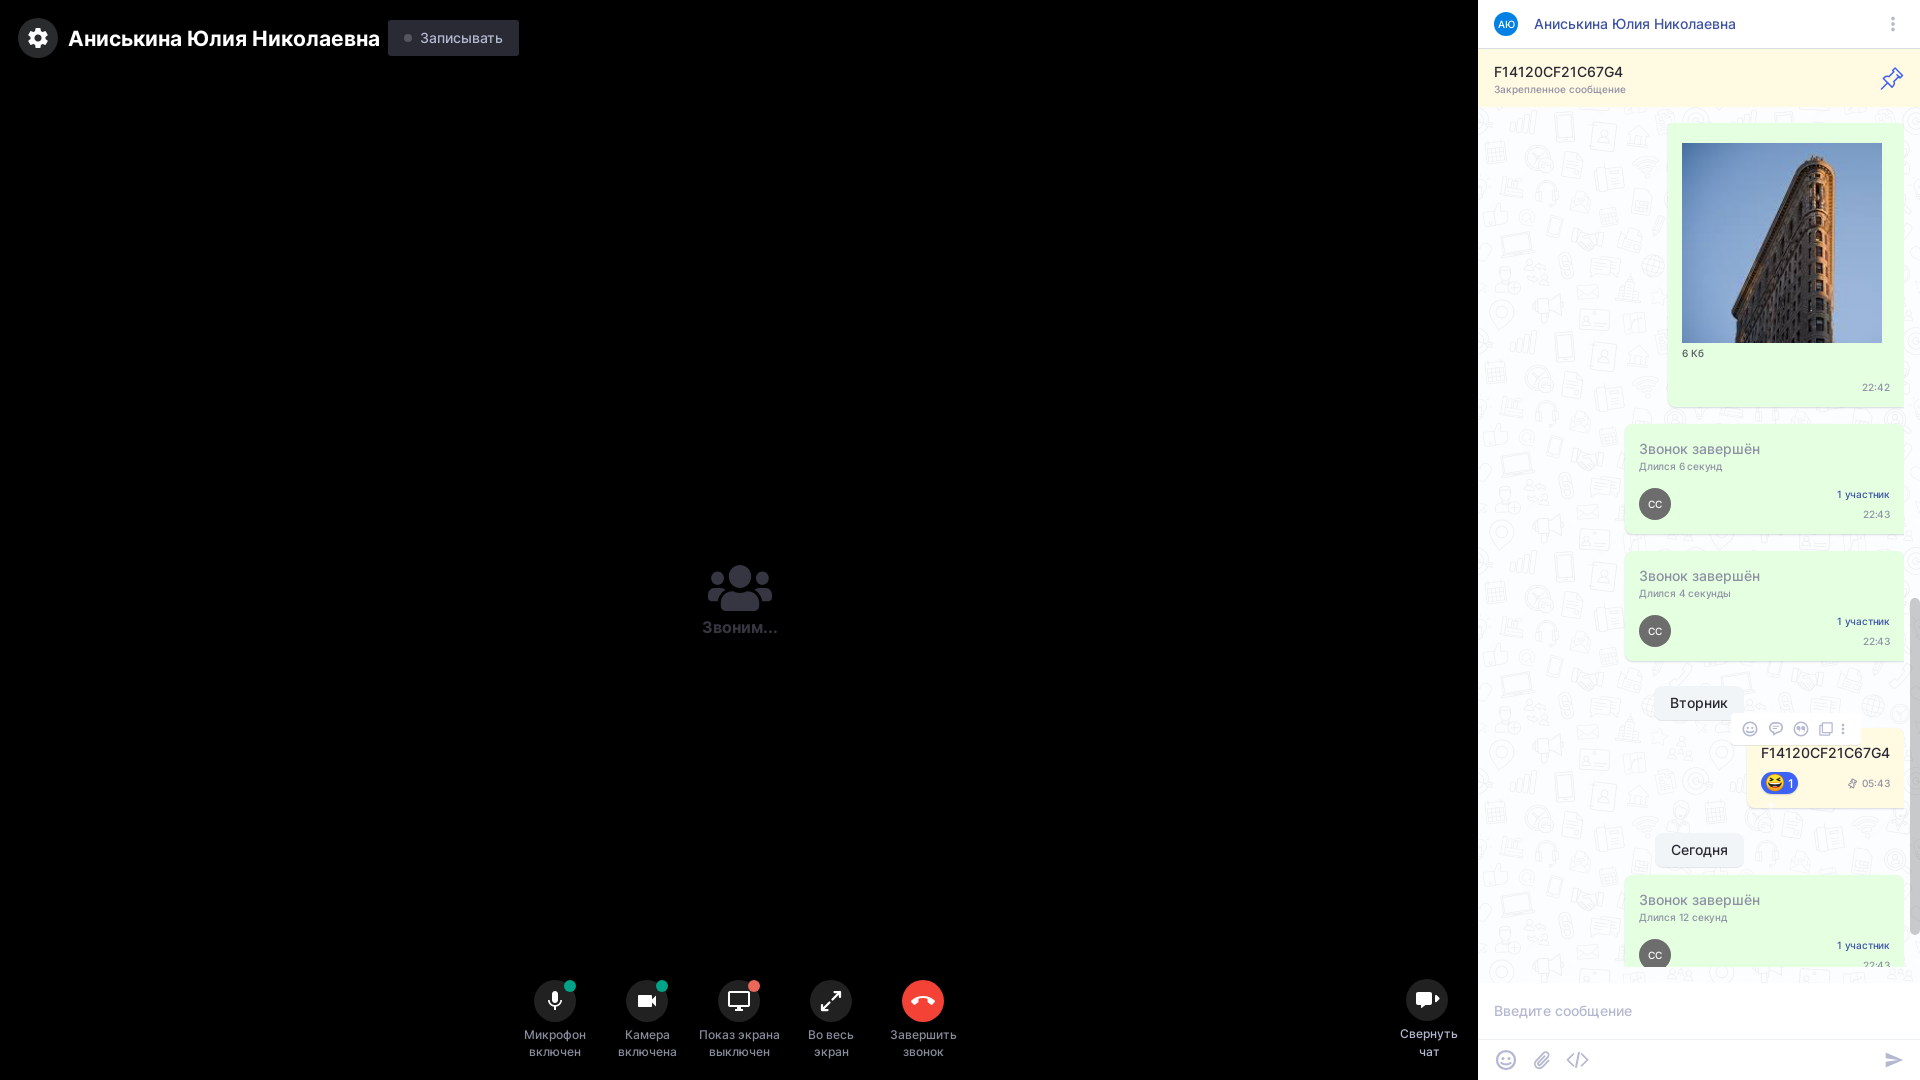 Аниськина Юлия Николаевна
Записывать
Звоним...
Микрофон включен
Камера включена
Показ экрана выключен
Во весь экран
Завершить звонок
Свернуть чат
АЮ
Аниськина Юлия Николаевна
F14120CF21C67G4
Закрепленное сообщение
6 Кб
22:42
Звонок завершён
Длился 6 секунд
СС
1 участник
22:43
Звонок завершён
Длился 4 секунды
СС
1 участник
22:43
Вторник
F14120CF21C67G4
1
05:43
Сегодня
Звонок завершён
Длился 12 секунд
СС
1 участник
22:43
Введите сообщение